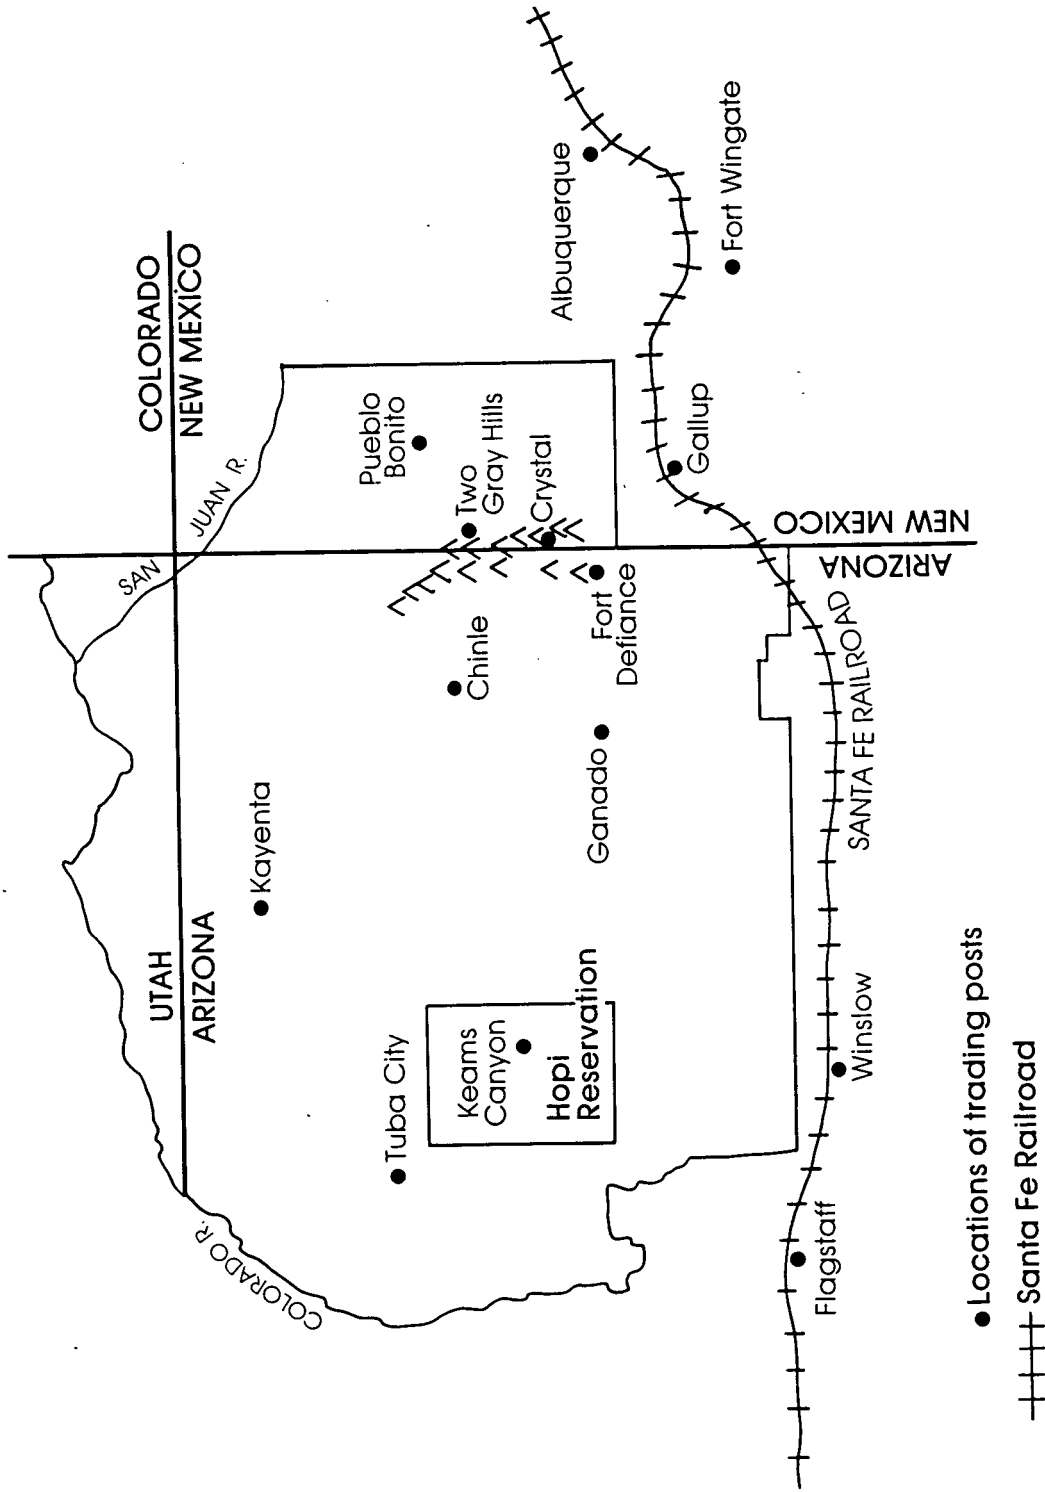 COLORADO
NEW MEXICO
UTAH
ARIZONA
SAN JUAN R.
COLORADO R.
Kayenta
Pueblo
Bonito
Two
Gray Hills
Crystal
Chinle
Fort
Defiance
Ganado
Tuba City
Keams
Canyon
Hopi
Reservation
Albuquerque
Fort Wingate
Gallup
NEW MEXICO
ARIZONA
SANTA FE RAILROAD
Winslow
Flagstaff
Locations of trading posts
Santa Fe Railroad